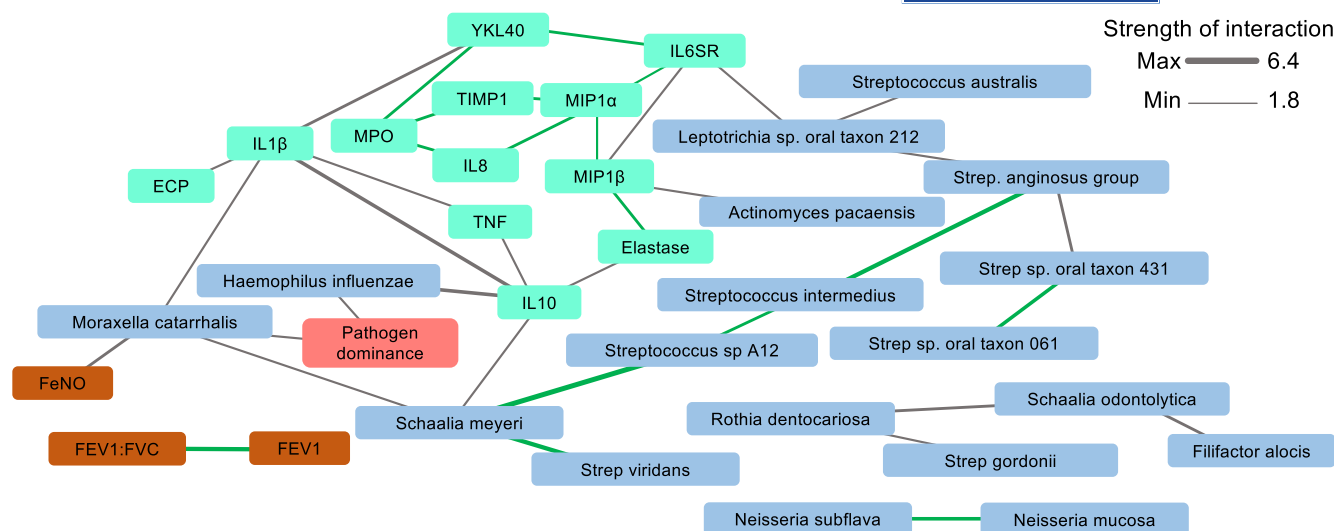 YKL40
IL6SR
Strength of interaction
Max 6.4
Min 1.8
Streptococcus australis
TIMP1
MIP1α
MPO
Leptotrichia sp. oral taxon 212
IL1β
IL8
MIP1β
Strep. anginosus group
ECP
Actinomyces pacaensis
TNF
Elastase
Strep sp. oral taxon 431
Haemophilus influenzae
IL10
Streptococcus intermedius
Moraxella catarrhalis
Pathogen
dominance
Streptococcus sp A12
Strep sp. oral taxon 061
FeNO
Schaalia meyeri
Rothia dentocariosa
Schaalia odontolytica
FEV1:FVC
FEV1
Filifactor alocis
Strep viridans
Strep gordonii
Neisseria subflava
Neisseria mucosa